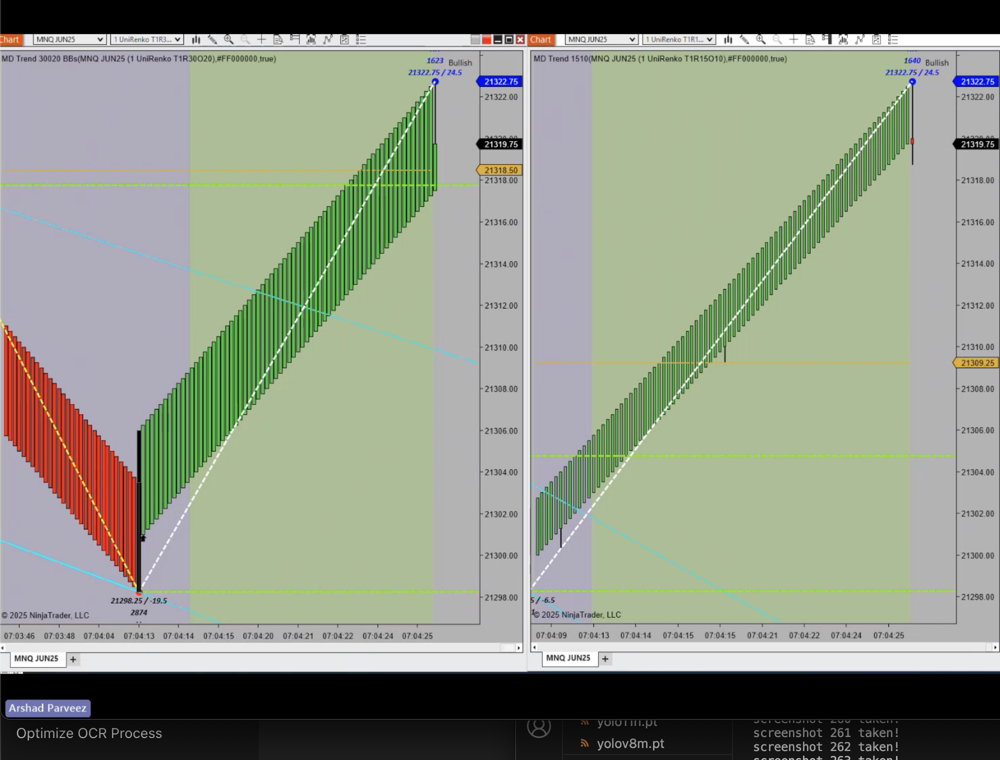 Chart
MNQ JUN25
1 UniRenko T1R3...
Chart
MNQ JUN25
1 UniRenko T1R1...
MD Trend 30020 BBs(MNQ JUN25 (1 UniRenko T1R30O20),#FF000000,true)
1623
Bullish
21322.75 / 24.5
21322.75
21322.00
21319.75
21318.50
21318.00
21316.00
21314.00
21312.00
21310.00
21308.00
21306.00
21304.00
21302.00
21300.00
21298.00
21298.25 / -19.5
2874
© 2025 NinjaTrader, LLC
07:03:46 07:03:48 07:04:04 07:04:13 07:04:14 07:04:15 07:04:20 07:04:21 07:04:22 07:04:24 07:04:25
MNQ JUN25
+
MD Trend 1510(MNQ JUN25 (1 UniRenko T1R15O10),#FF000000,true)
1640
Bullish
21322.75 / 24.5
21322.75
21322.00
21319.75
21318.00
21316.00
21314.00
21312.00
21310.00
21309.25
21308.00
21306.00
21304.00
21302.00
21300.00
21298.00
5 / -6.5
© 2025 NinjaTrader, LLC
07:04:09 07:04:13 07:04:14 07:04:15 07:04:15 07:04:21 07:04:22 07:04:24 07:04:25
MNQ JUN25
+
Arshad Parveez
Optimize OCR Process
yolo11n.pt
yolov8m.pt
screenshot 260 taken!
screenshot 261 taken!
screenshot 262 taken!
screenshot 263 taken!